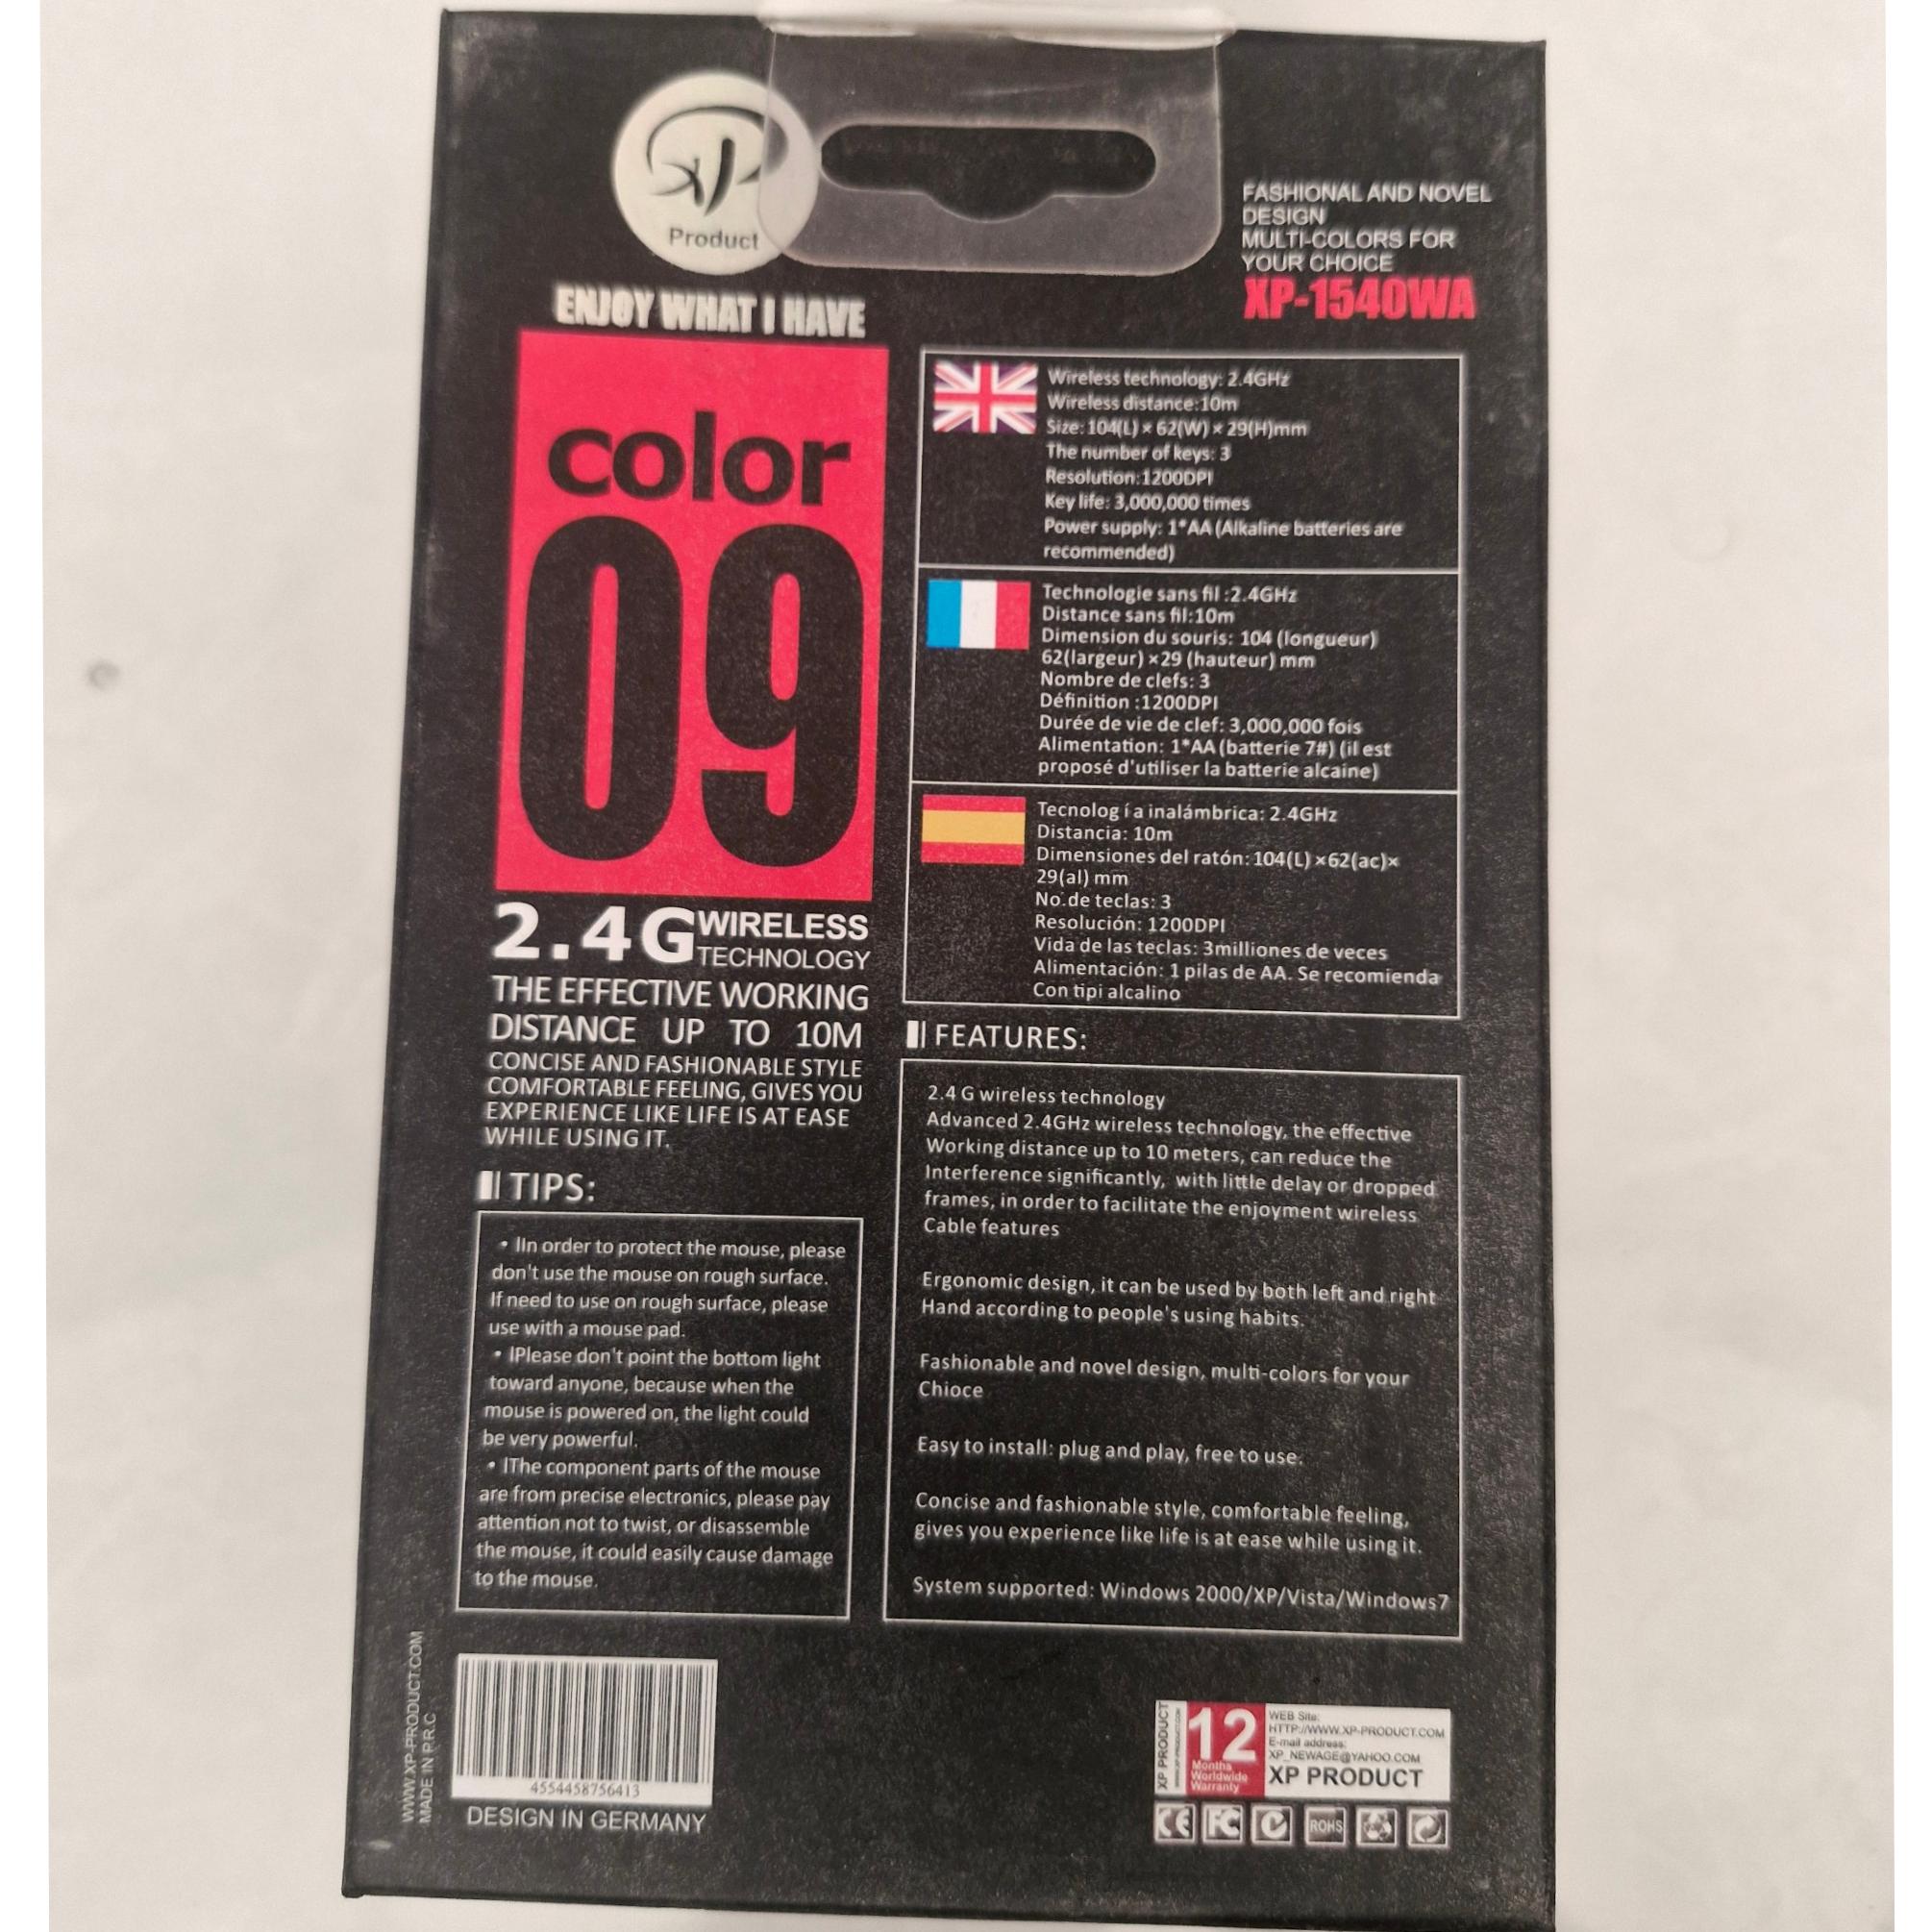 XP
Product
FASHIONAL AND NOVEL
DESIGN
MULTI-COLORS FOR
YOUR CHOICE
XP-1540WA
ENJOY WHAT I HAVE
color
09
2.4G WIRELESS
TECHNOLOGY
THE EFFECTIVE WORKING
DISTANCE UP TO 10M
CONCISE AND FASHIONABLE STYLE
COMFORTABLE FEELING, GIVES YOU
EXPERIENCE LIKE LIFE IS AT EASE
WHILE USING IT.
TIPS:
• lIn order to protect the mouse, please
don't use the mouse on rough surface.
If need to use on rough surface, please
use with a mouse pad.
• lPlease don't point the bottom light
toward anyone, because when the
mouse is powered on, the light could
be very powerful.
• lThe component parts of the mouse
are from precise electronics, please pay
attention not to twist, or disassemble
the mouse, it could easily cause damage
to the mouse.
Wireless technology: 2.4GHz
Wireless distance:10m
Size: 104(L) × 62(W) × 29(H)mm
The number of keys: 3
Resolution:1200DPI
Key life: 3,000,000 times
Power supply: 1*AA (Alkaline batteries are
recommended)
Technologie sans fil :2.4GHz
Distance sans fil:10m
Dimension du souris: 104 (longueur)
62(largeur) ×29 (hauteur) mm
Nombre de clefs: 3
Définition :1200DPI
Durée de vie de clef: 3,000,000 fois
Alimentation: 1*AA (batterie 7#) (il est
proposé d'utiliser la batterie alcaine)
Tecnolog í a inalámbrica: 2.4GHz
Distancia: 10m
Dimensiones del ratón: 104(L) ×62(ac)×
29(al) mm
No.de teclas: 3
Resolución: 1200DPI
Vida de las teclas: 3milliones de veces
Alimentación: 1 pilas de AA. Se recomienda
Con tipi alcalino
FEATURES:
2.4 G wireless technology
Advanced 2.4GHz wireless technology, the effective
Working distance up to 10 meters, can reduce the
Interference significantly, with little delay or dropped
frames, in order to facilitate the enjoyment wireless
Cable features
Ergonomic design, it can be used by both left and right
Hand according to people's using habits.
Fashionable and novel design, multi-colors for your
Chioce
Easy to install: plug and play, free to use.
Concise and fashionable style, comfortable feeling,
gives you experience like life is at ease while using it.
System supported: Windows 2000/XP/Vista/Windows7
WWW.XP-PRODUCT.COM
MADE IN P.R.C
4554458756413
DESIGN IN GERMANY
XP PRODUCT
12
Months
Worldwide
Warranty
WEB Site:
HTTP://WWW.XP-PRODUCT.COM
E-mail address:
XP_NEWAGE@YAHOO.COM
XP PRODUCT
CE FC ROHS